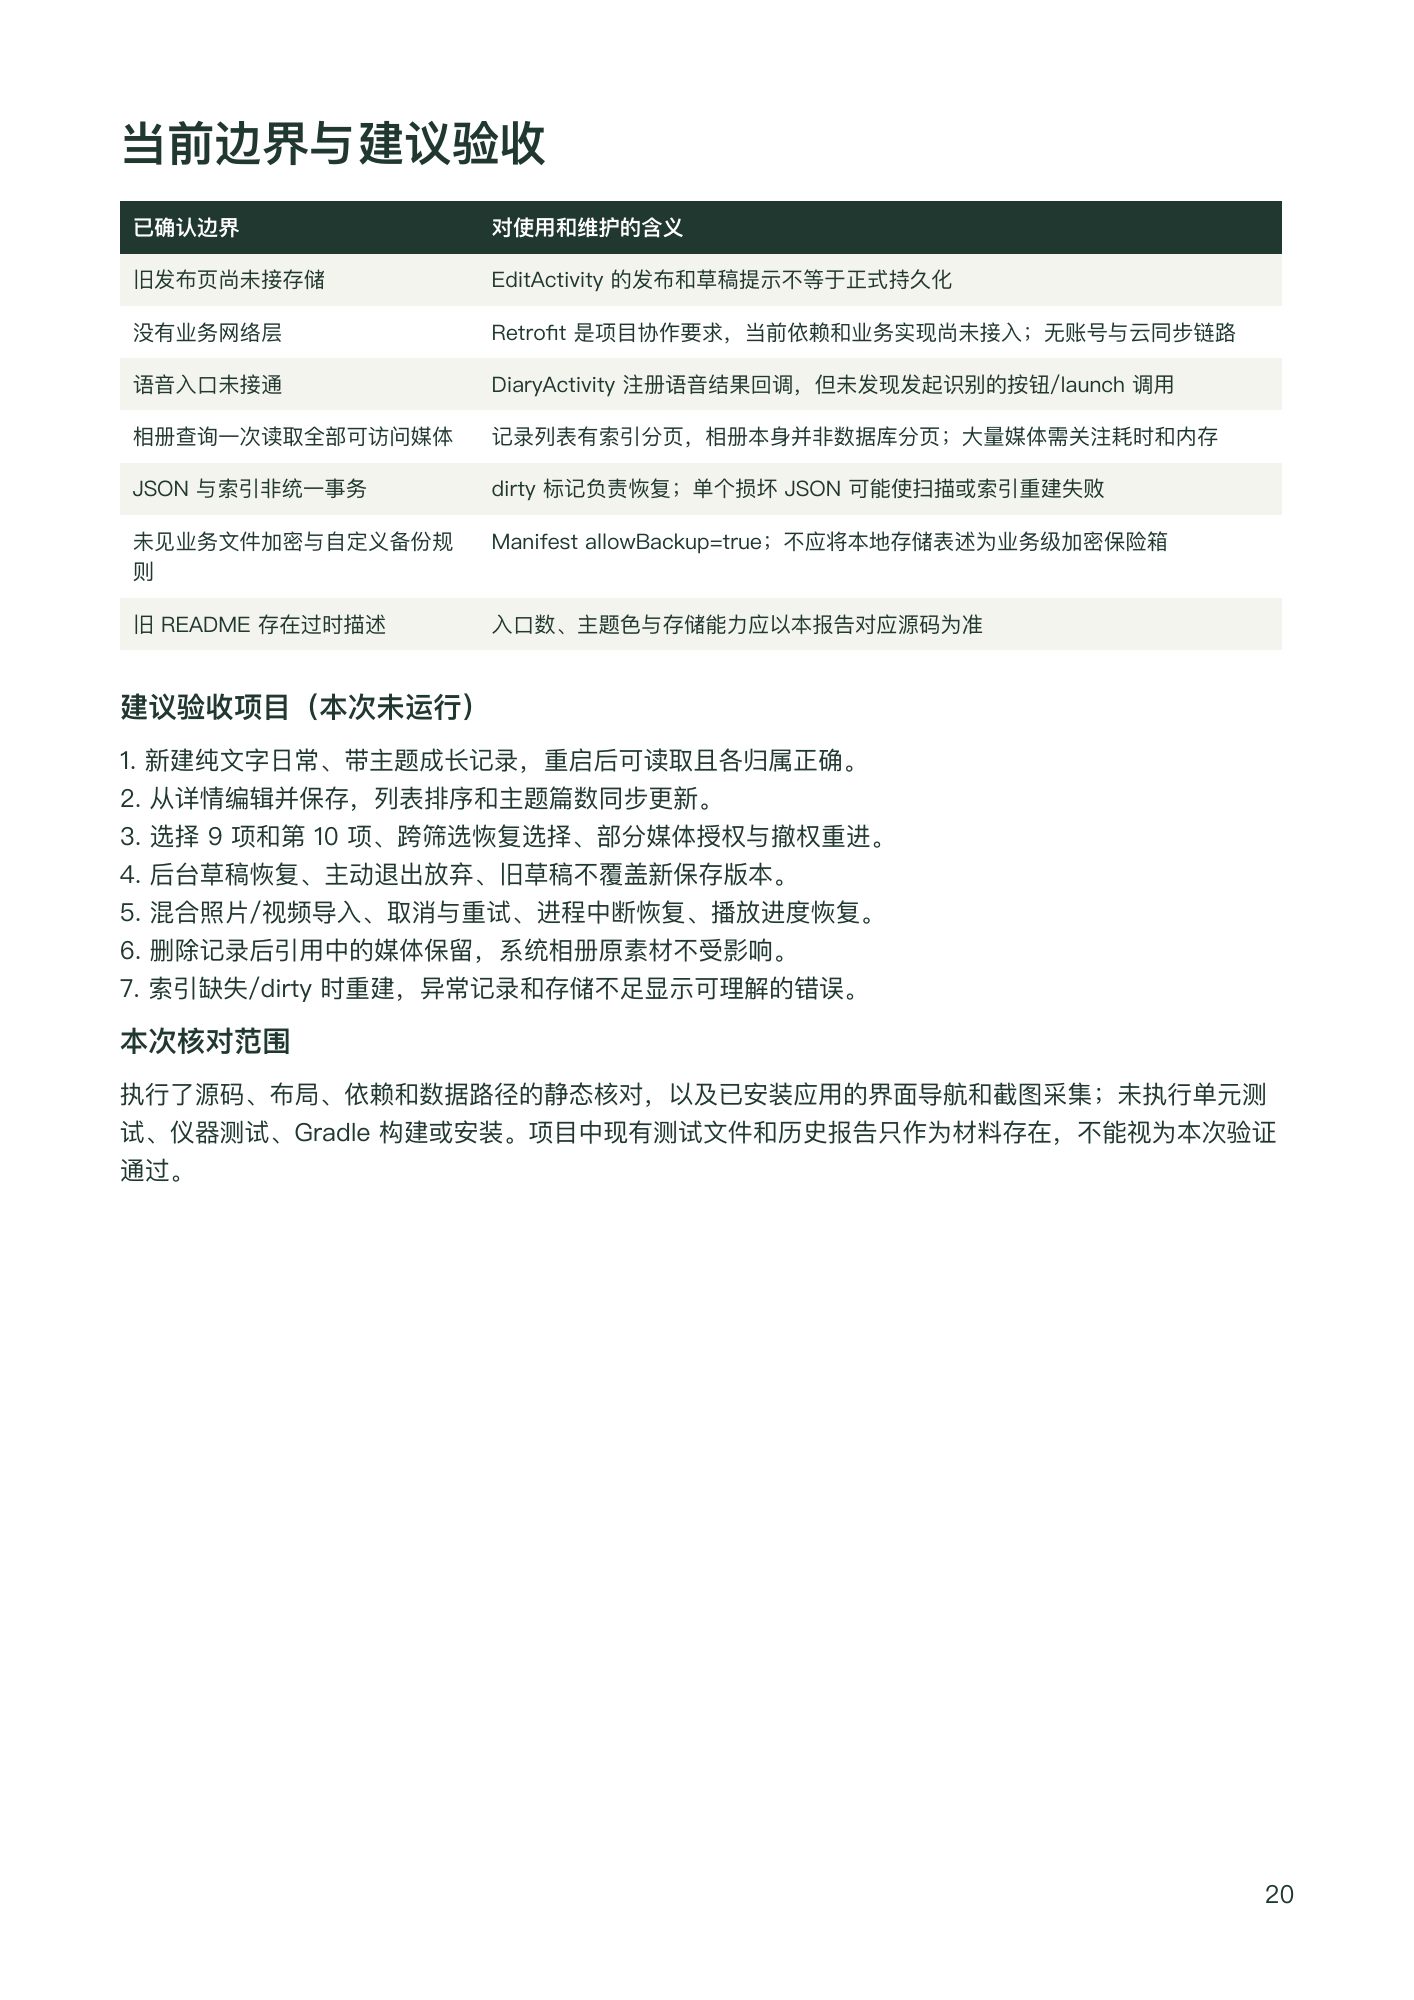 当前边界与建议验收
已确认边界 对使用和维护的含义
旧发布页尚未接存储 EditActivity 的发布和草稿提示不等于正式持久化
没有业务网络层 Retrofit 是项目协作要求，当前依赖和业务实现尚未接入；无账号与云同步链路
语音入口未接通 DiaryActivity 注册语音结果回调，但未发现发起识别的按钮/launch 调用
相册查询一次读取全部可访问媒体 记录列表有索引分页，相册本身并非数据库分页；大量媒体需关注耗时和内存
JSON 与索引非统一事务 dirty 标记负责恢复；单个损坏 JSON 可能使扫描或索引重建失败
未见业务文件加密与自定义备份规 Manifest allowBackup=true；不应将本地存储表述为业务级加密保险箱
则
旧 README 存在过时描述 入口数、主题色与存储能力应以本报告对应源码为准
建议验收项目（本次未运行）
1. 新建纯文字日常、带主题成长记录，重启后可读取且各归属正确。
2. 从详情编辑并保存，列表排序和主题篇数同步更新。
3. 选择 9 项和第 10 项、跨筛选恢复选择、部分媒体授权与撤权重进。
4. 后台草稿恢复、主动退出放弃、旧草稿不覆盖新保存版本。
5. 混合照片/视频导入、取消与重试、进程中断恢复、播放进度恢复。
6. 删除记录后引用中的媒体保留，系统相册原素材不受影响。
7. 索引缺失/dirty 时重建，异常记录和存储不足显示可理解的错误。
本次核对范围
执行了源码、布局、依赖和数据路径的静态核对，以及已安装应用的界面导航和截图采集；未执行单元测
试、仪器测试、Gradle 构建或安装。项目中现有测试文件和历史报告只作为材料存在，不能视为本次验证
通过。
20